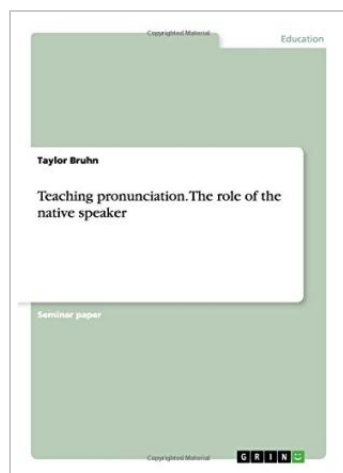 Copyrighted Material
Education
Taylor Bruhn
Teaching pronunciation. The role of the
native speaker
Seminar paper
Copyrighted Material
GRIN